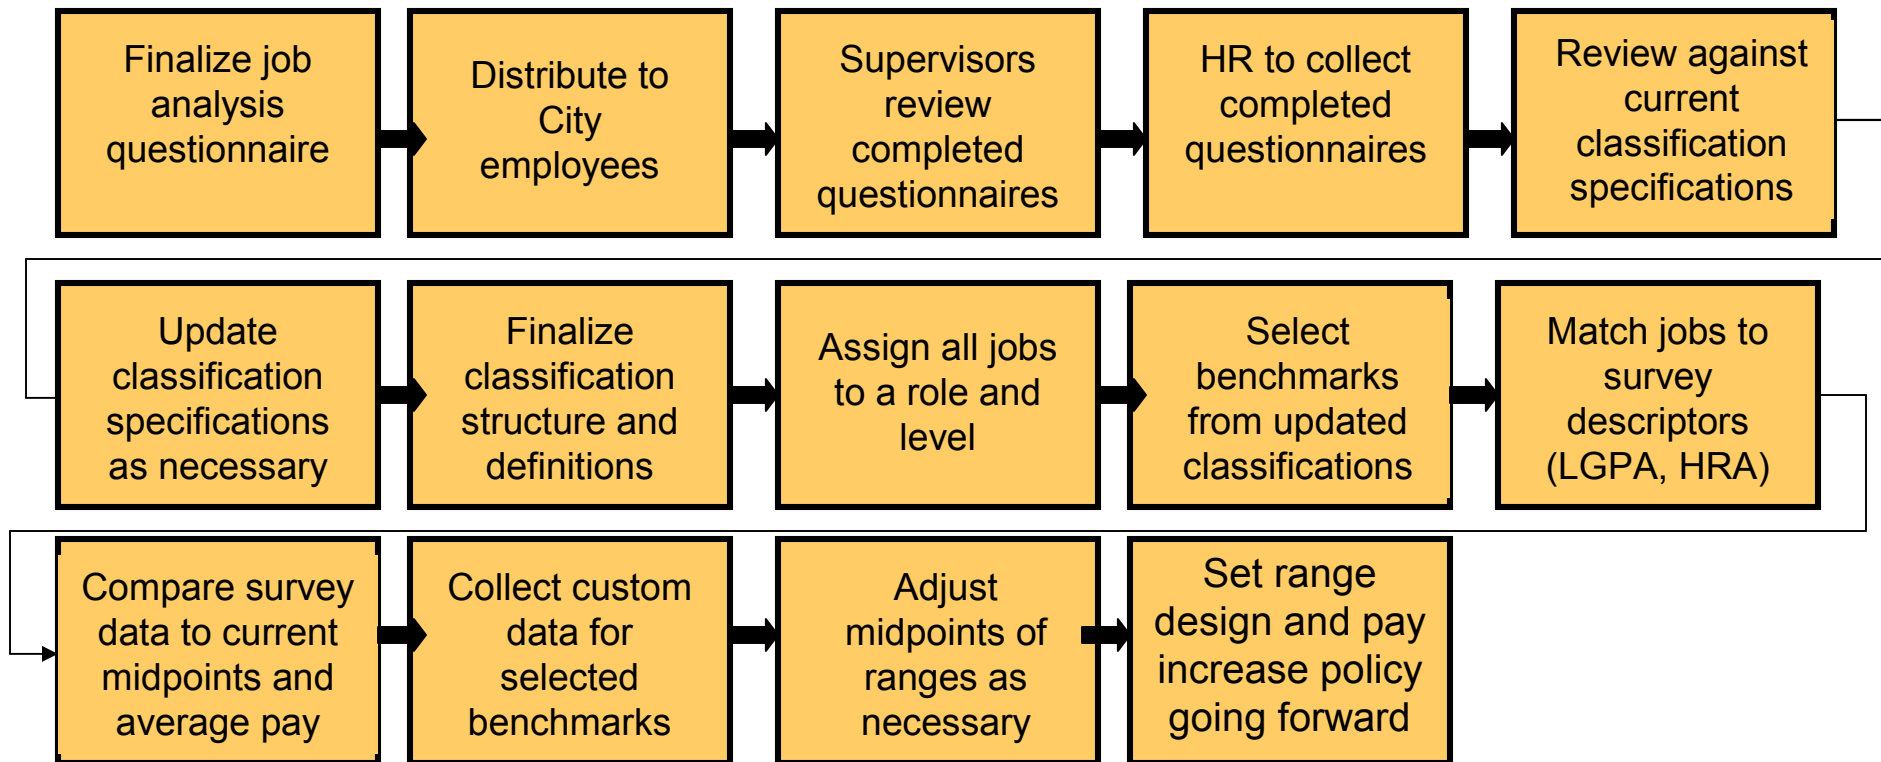 Finalize job
analysis
questionnaire
Distribute to
City
employees
Supervisors
review
completed
questionnaires
HR to collect
completed
questionnaires
Review against
current
classification
specifications
Update
classification
specifications
as necessary
Finalize
classification
structure and
definitions
Assign all jobs
to a role and
level
Select
benchmarks
from updated
classifications
Match jobs to
survey
descriptors
(LGPA, HRA)
Compare survey
data to current
midpoints and
average pay
Collect custom
data for
selected
benchmarks
Adjust
midpoints of
ranges as
necessary
Set range
design and pay
increase policy
going forward